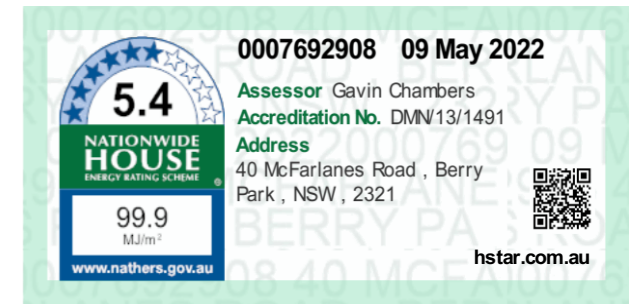 0007692908 09 May 2022
5.4
NATIONWIDE
HOUSE
ENERGY RATING SCHEME ®
99.9
MJ/m²
www.nathers.gov.au
Assessor Gavin Chambers
Accreditation No. DMN/13/1491
Address
40 McFarlanes Road , Berry
Park , NSW , 2321
hstar.com.au